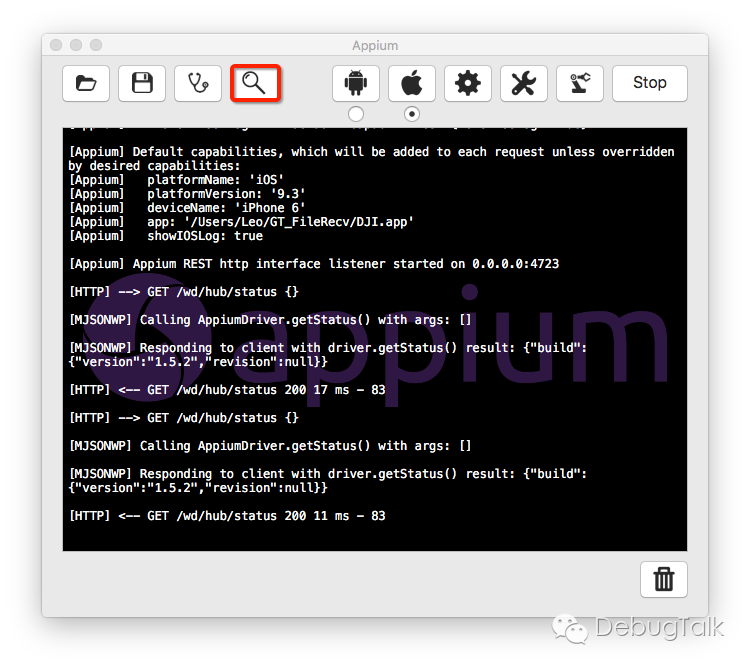 Appium
Stop
[Appium] Default capabilities, which will be added to each request unless overridden
by desired capabilities:
[Appium]   platformName: 'iOS'
[Appium]   platformVersion: '9.3'
[Appium]   deviceName: 'iPhone 6'
[Appium]   app: '/Users/Leo/GT_FileRecv/DJI.app'
[Appium]   showIOSLog: true
[Appium] Appium REST http interface listener started on 0.0.0.0:4723
[HTTP] --> GET /wd/hub/status {}
[MJSONWP] Calling AppiumDriver.getStatus() with args: []
[MJSONWP] Responding to client with driver.getStatus() result: {"build":
{"version":"1.5.2","revision":null}}
[HTTP] <-- GET /wd/hub/status 200 17 ms - 83
[HTTP] --> GET /wd/hub/status {}
[MJSONWP] Calling AppiumDriver.getStatus() with args: []
[MJSONWP] Responding to client with driver.getStatus() result: {"build":
{"version":"1.5.2","revision":null}}
[HTTP] <-- GET /wd/hub/status 200 11 ms - 83
appium
DebugTalk